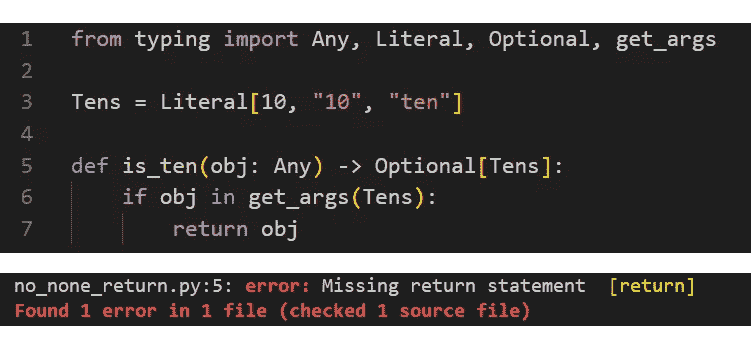 1 from typing import Any, Literal, Optional, get_args
2
3 Tens = Literal[10, "10", "ten"]
4
5 def is_ten(obj: Any) -> Optional[Tens]:
6     if obj in get_args(Tens):
7         return obj
no_none_return.py:5: error: Missing return statement  [return]
Found 1 error in 1 file (checked 1 source file)